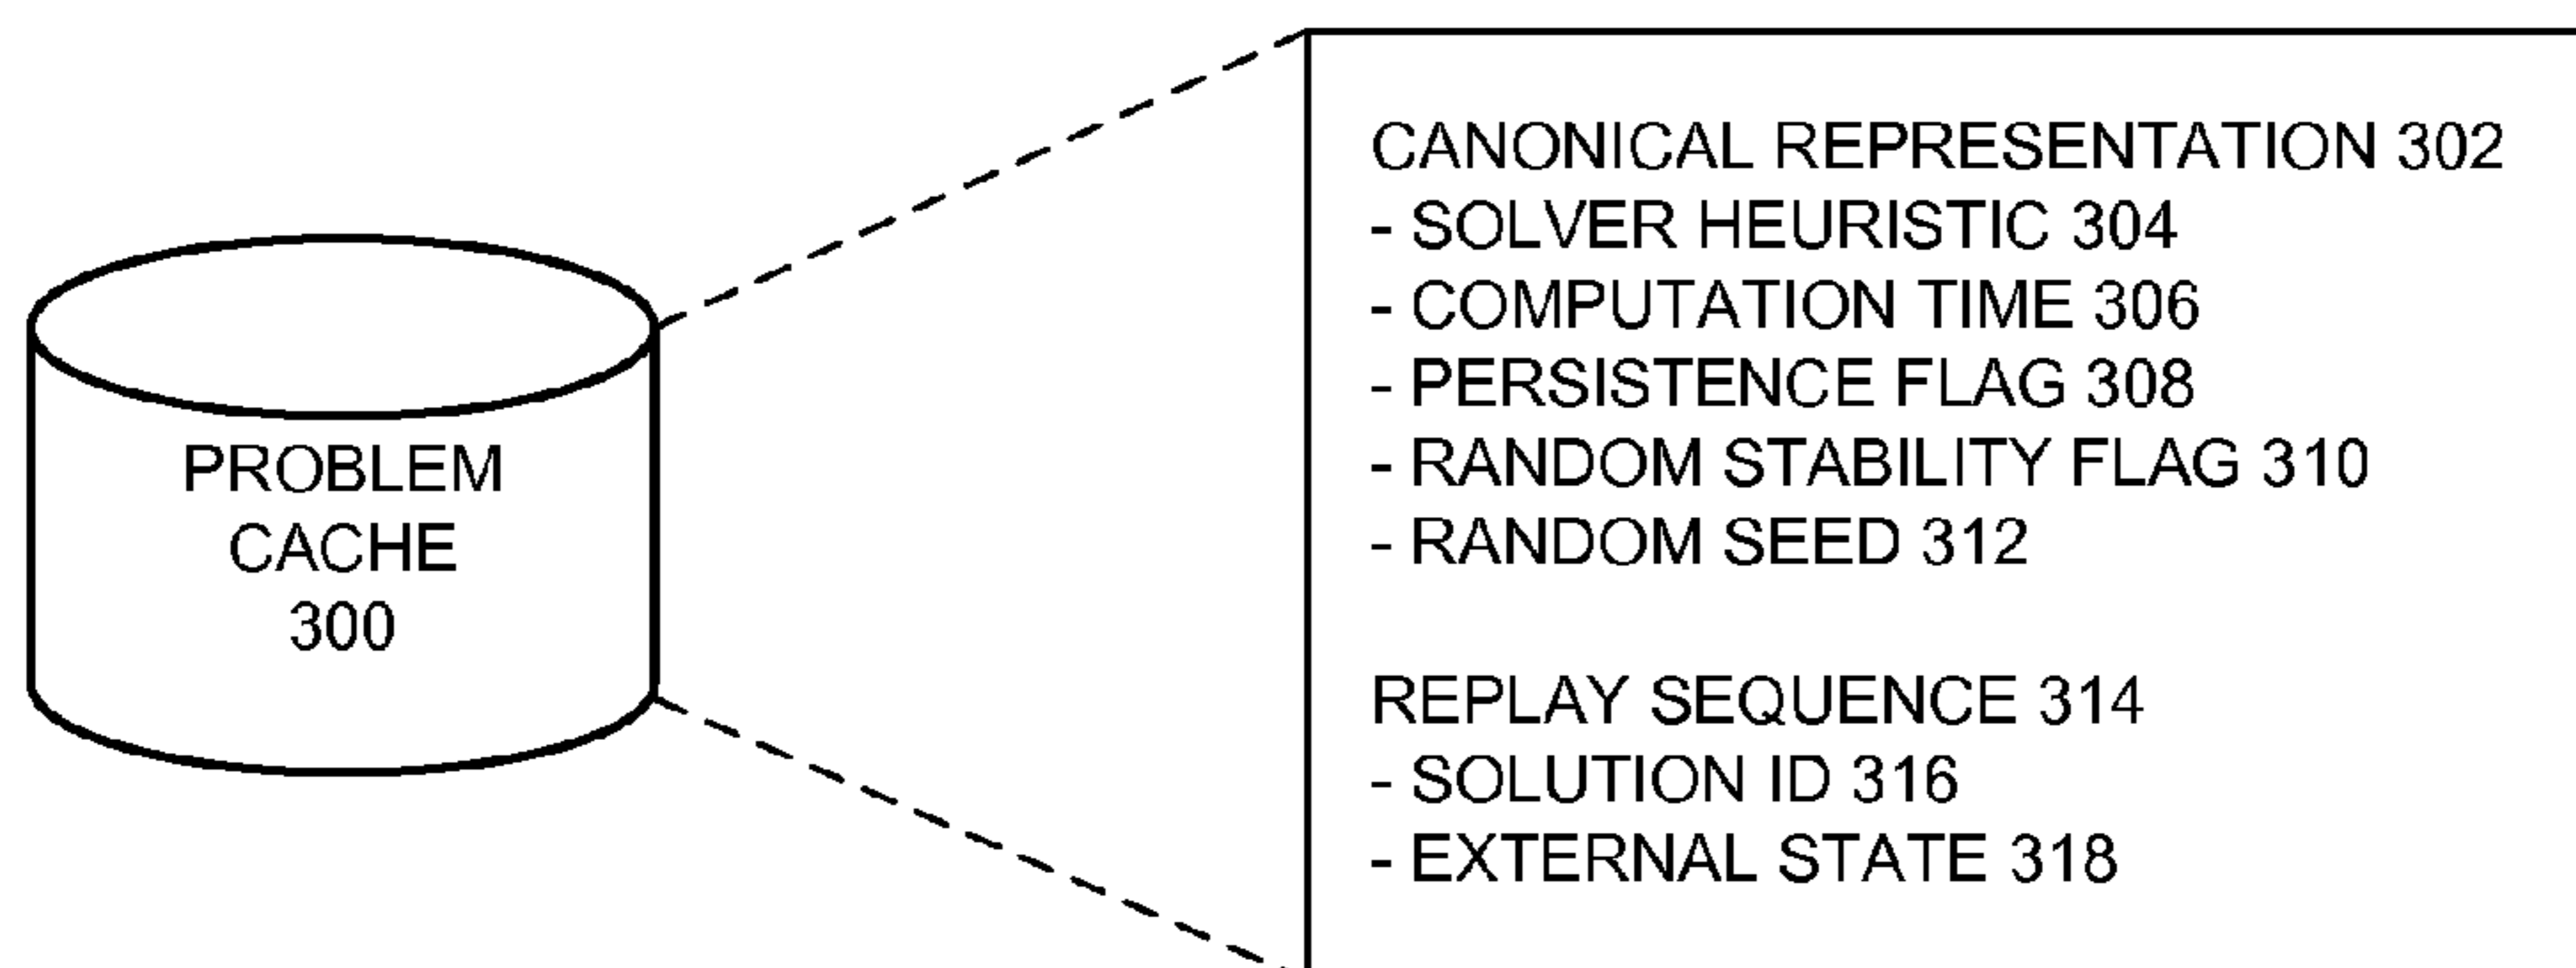 PROBLEM
CACHE
300
CANONICAL REPRESENTATION 302
- SOLVER HEURISTIC 304
- COMPUTATION TIME 306
- PERSISTENCE FLAG 308
- RANDOM STABILITY FLAG 310
- RANDOM SEED 312
REPLAY SEQUENCE 314
- SOLUTION ID 316
- EXTERNAL STATE 318